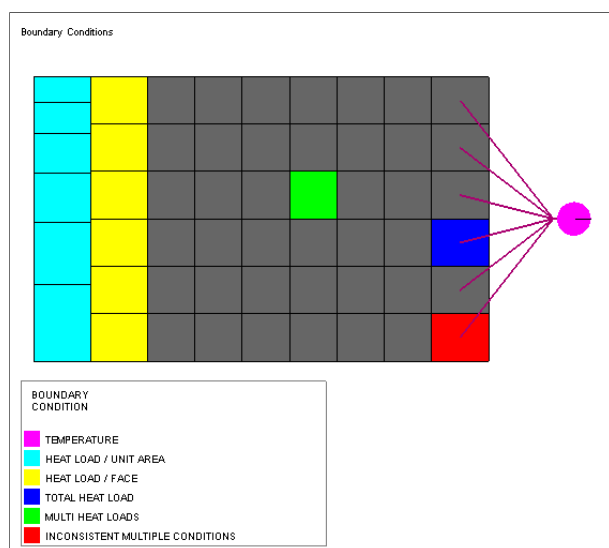 Boundary Conditions
BOUNDARY
CONDITION
TEMPERATURE
HEAT LOAD / UNIT AREA
HEAT LOAD / FACE
TOTAL HEAT LOAD
MULTI HEAT LOADS
INCONSISTENT MULTIPLE CONDITIONS